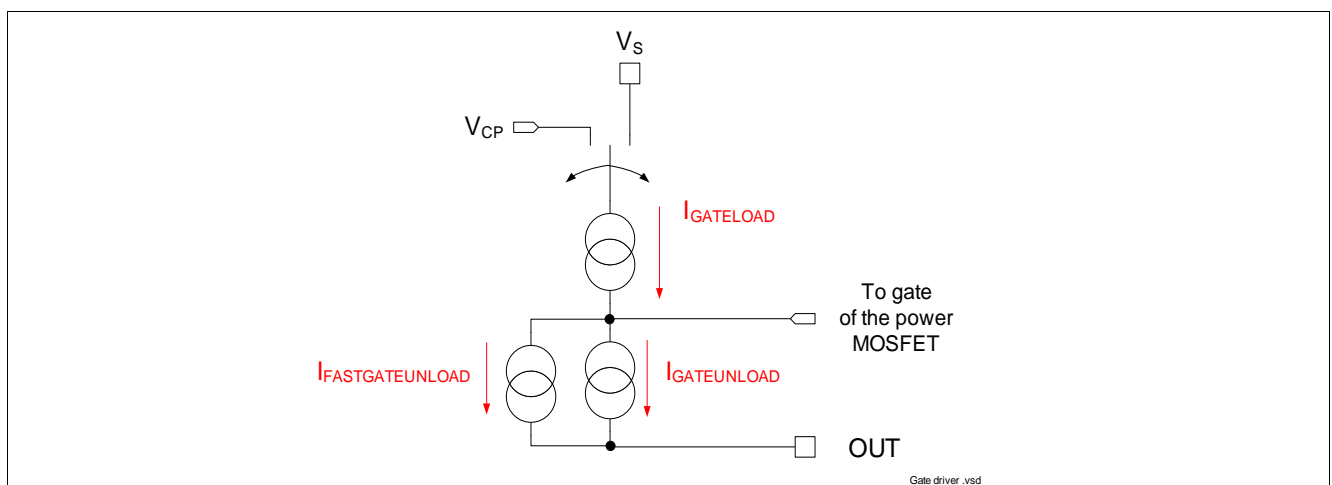 VS
VCP
IGATELOAD
To gate
of the power
MOSFET
IFASTGATEUNLOAD
IGATEUNLOAD
OUT
Gate driver .vsd